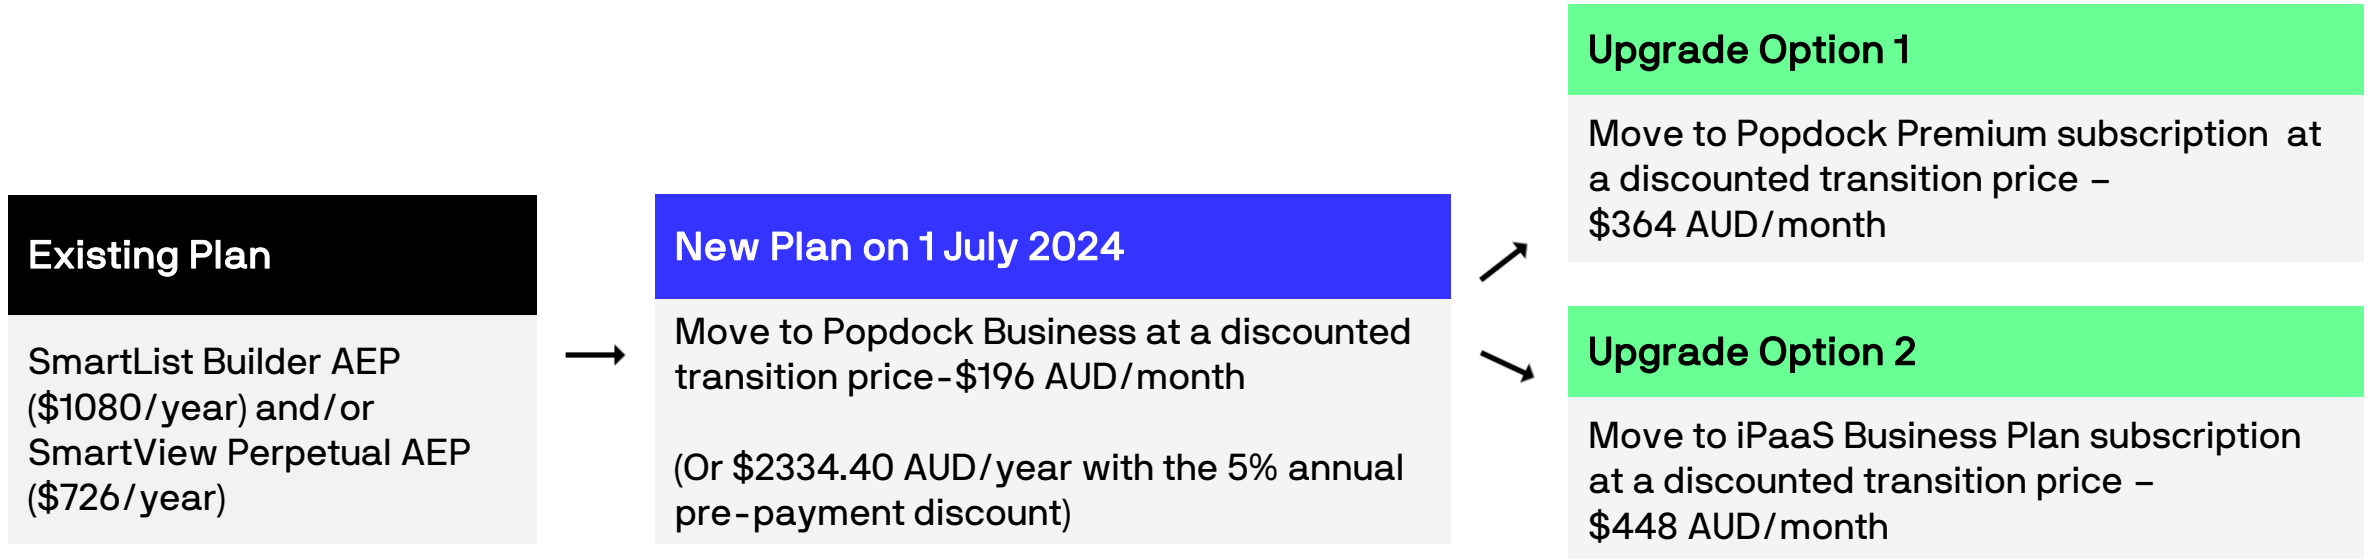 Existing Plan
SmartList Builder AEP
($1080/year) and/or
SmartView Perpetual AEP
($726/year)
New Plan on 1 July 2024
Move to Popdock Business at a discounted
transition price-$196 AUD/month
(Or $2334.40 AUD/year with the 5% annual
pre-payment discount)
Upgrade Option 1
Move to Popdock Premium subscription at
a discounted transition price –
$364 AUD/month
Upgrade Option 2
Move to iPaaS Business Plan subscription
at a discounted transition price –
$448 AUD/month